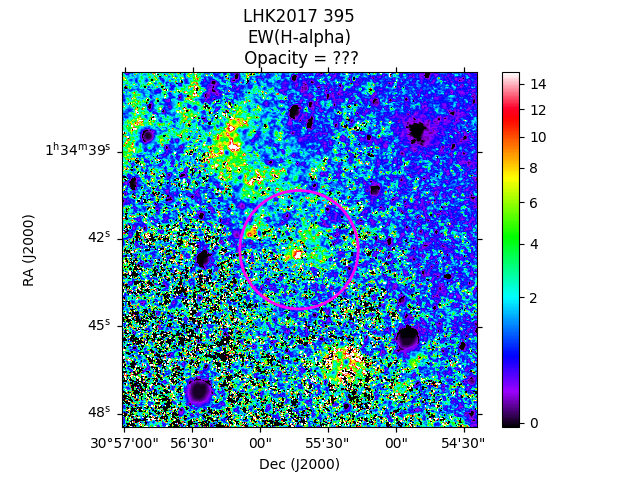 LHK2017 395
EW(H-alpha)
Opacity = ???
14
12
10
8
6
4
2
0
1ʰ34ᵐ39ˢ
42ˢ
45ˢ
48ˢ
RA (J2000)
30°57'00" 56'30" 00" 55'30" 00" 54'30"
Dec (J2000)